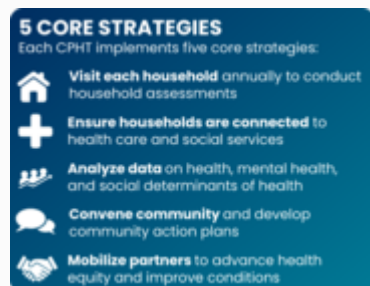 5 CORE STRATEGIES
Each CPHT implements five core strategies:
Visit each household annually to conduct
household assessments
Ensure households are connected to
health care and social services
Analyze data on health, mental health,
and social determinants of health
Convene community and develop
community action plans
Mobilize partners to advance health
equity and improve conditions